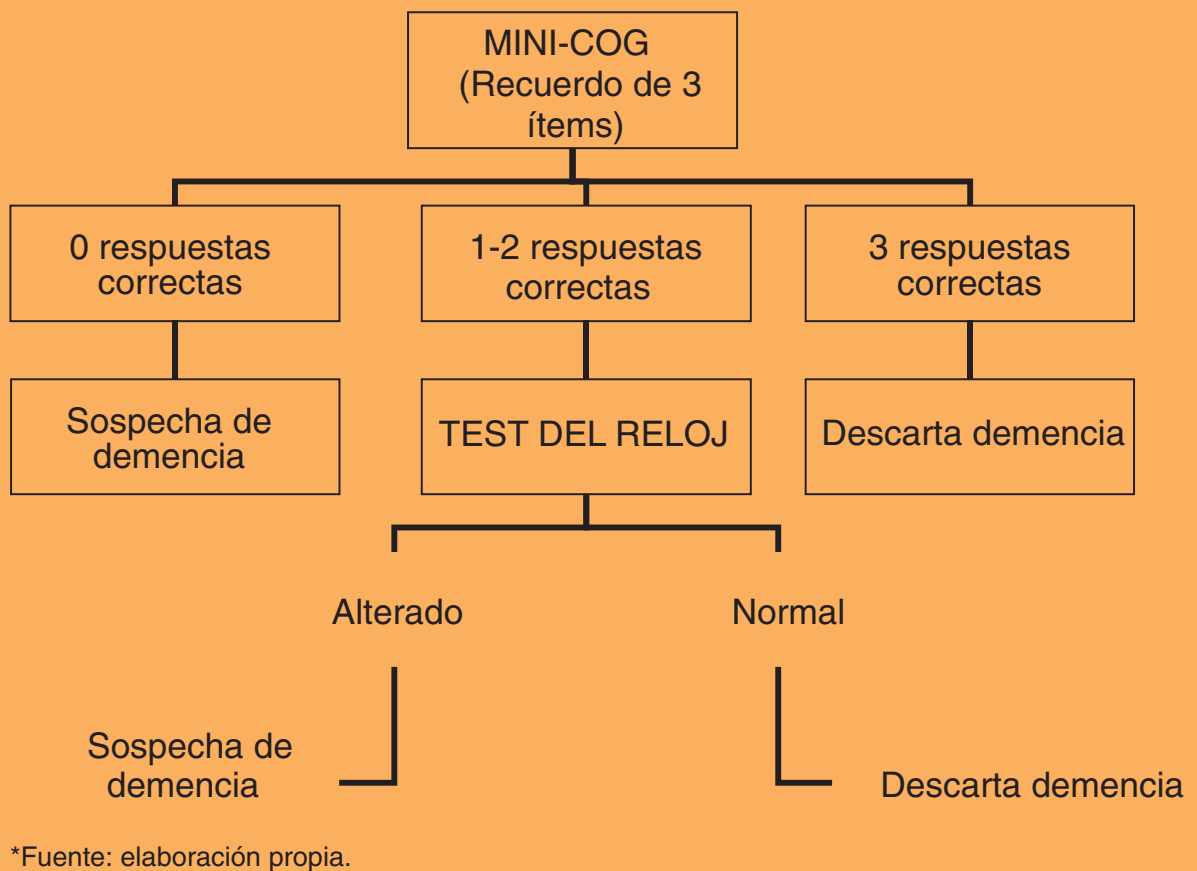 MINI-COG
(Recuerdo de 3
ítems)
0 respuestas
correctas
1-2 respuestas
correctas
3 respuestas
correctas
Sospecha de
demencia
TEST DEL RELOJ
Descarta demencia
Alterado
Normal
Sospecha de
demencia
Descarta demencia
*Fuente: elaboración propia.